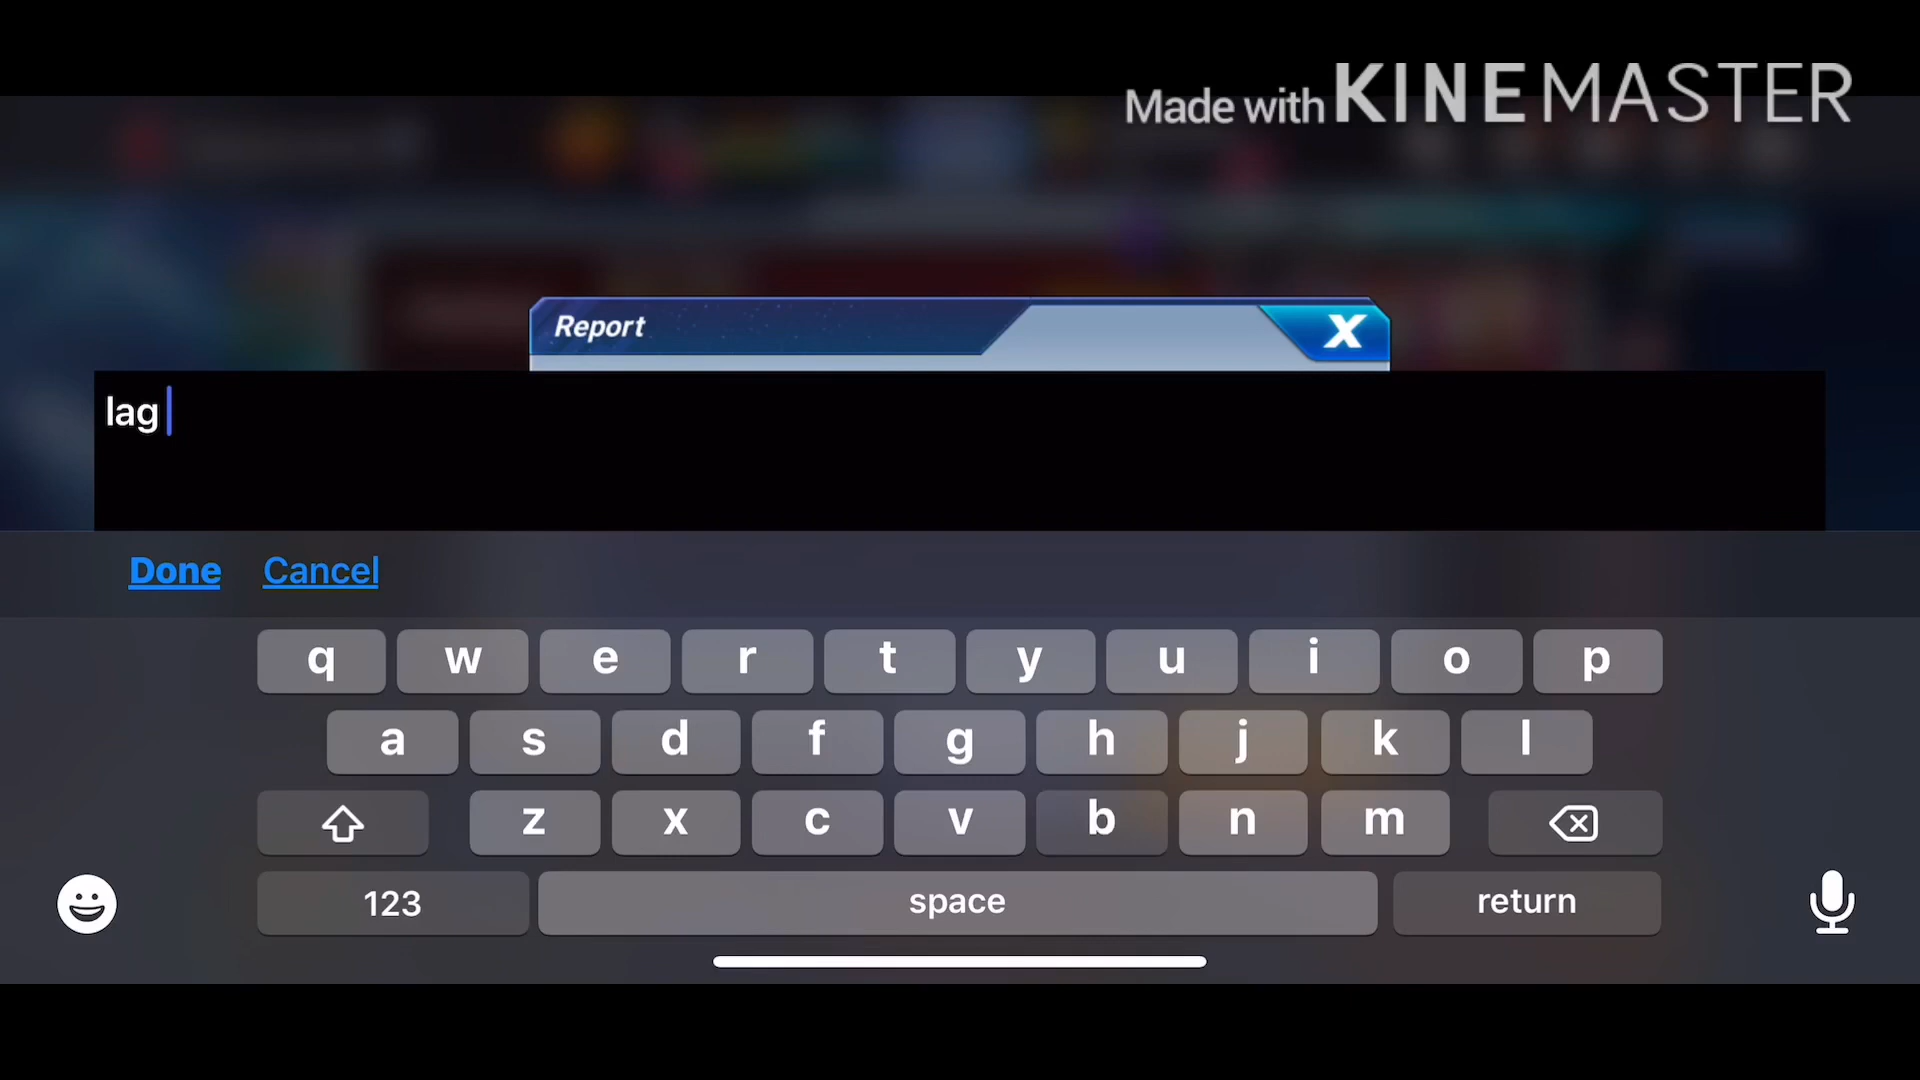 Made with KINEMASTER
Report
X
lag
Done Cancel
q w e r t y u i o p
a s d f g h j k l
z x c v b n m
123 space return